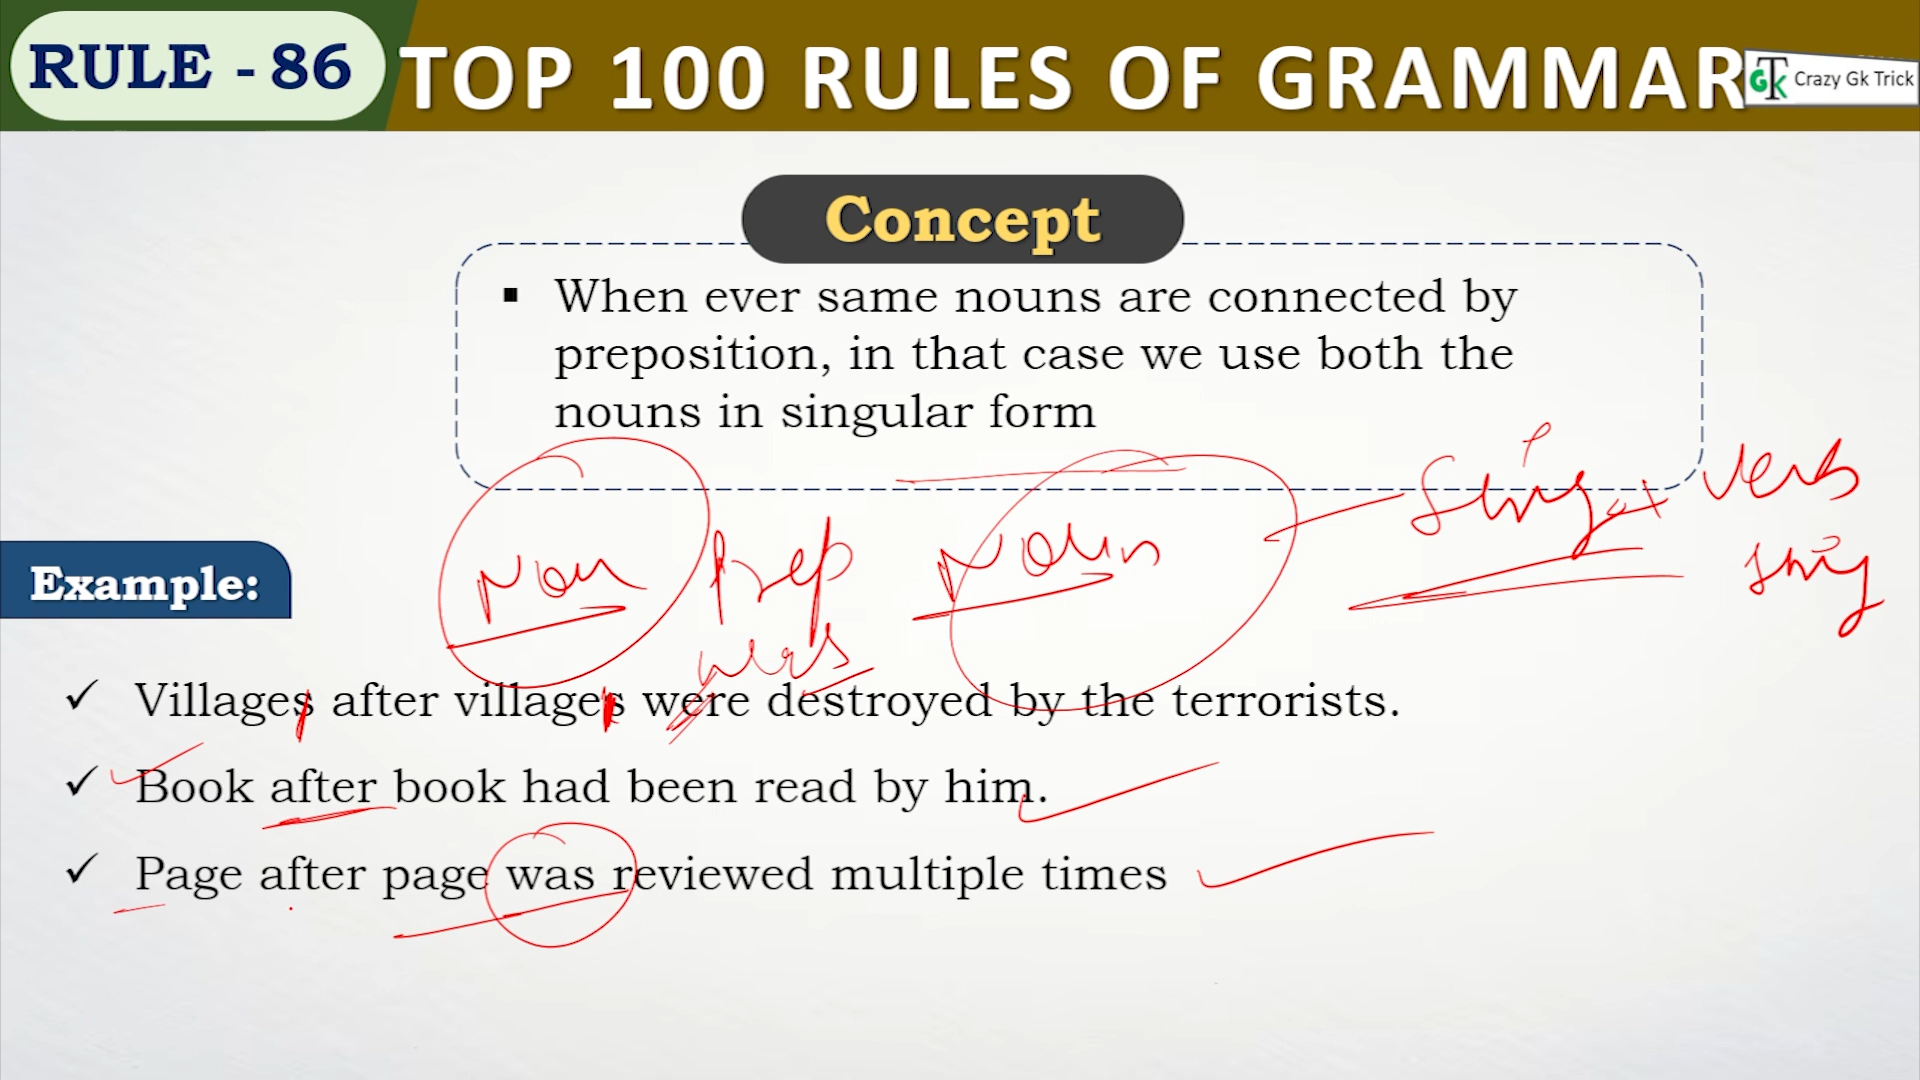 RULE - 86
TOP 100 RULES OF GRAMMAR
GTK Crazy Gk Trick
Concept
▪ When ever same nouns are connected by
preposition, in that case we use both the
nouns in singular form
Sing + verb
sing
Noun Prep Noun
Example:
was
✓ Villages after villages were destroyed by the terrorists.
✓ Book after book had been read by him.
✓ Page after page was reviewed multiple times